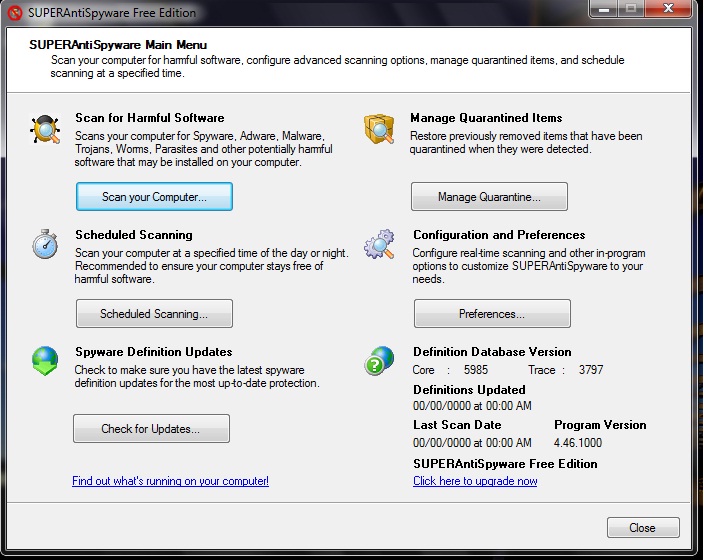 SUPERAntiSpyware Free Edition
SUPERAntiSpyware Main Menu
Scan your computer for harmful software, configure advanced scanning options, manage quarantined items, and schedule
scanning at a specified time.
Scan for Harmful Software
Scans your computer for Spyware, Adware, Malware,
Trojans, Worms, Parasites and other potentially harmful
software that may be installed on your computer.
Scan your Computer...
Manage Quarantined Items
Restore previously removed items that have been
quarantined when they were detected.
Manage Quarantine...
Scheduled Scanning
Scan your computer at a specified time of the day or night.
Recommended to ensure your computer stays free of
harmful software.
Scheduled Scanning...
Configuration and Preferences
Configure real-time scanning and other in-program
options to customize SUPERAntiSpyware to your
needs.
Preferences...
Spyware Definition Updates
Check to make sure you have the latest spyware
definition updates for the most up-to-date protection.
Check for Updates...
Find out what's running on your computer!
Definition Database Version
Core : 5985 Trace : 3797
Definitions Updated
00/00/0000 at 00:00 AM
Last Scan Date Program Version
00/00/0000 at 00:00 AM 4.46.1000
SUPERAntiSpyware Free Edition
Click here to upgrade now
Close